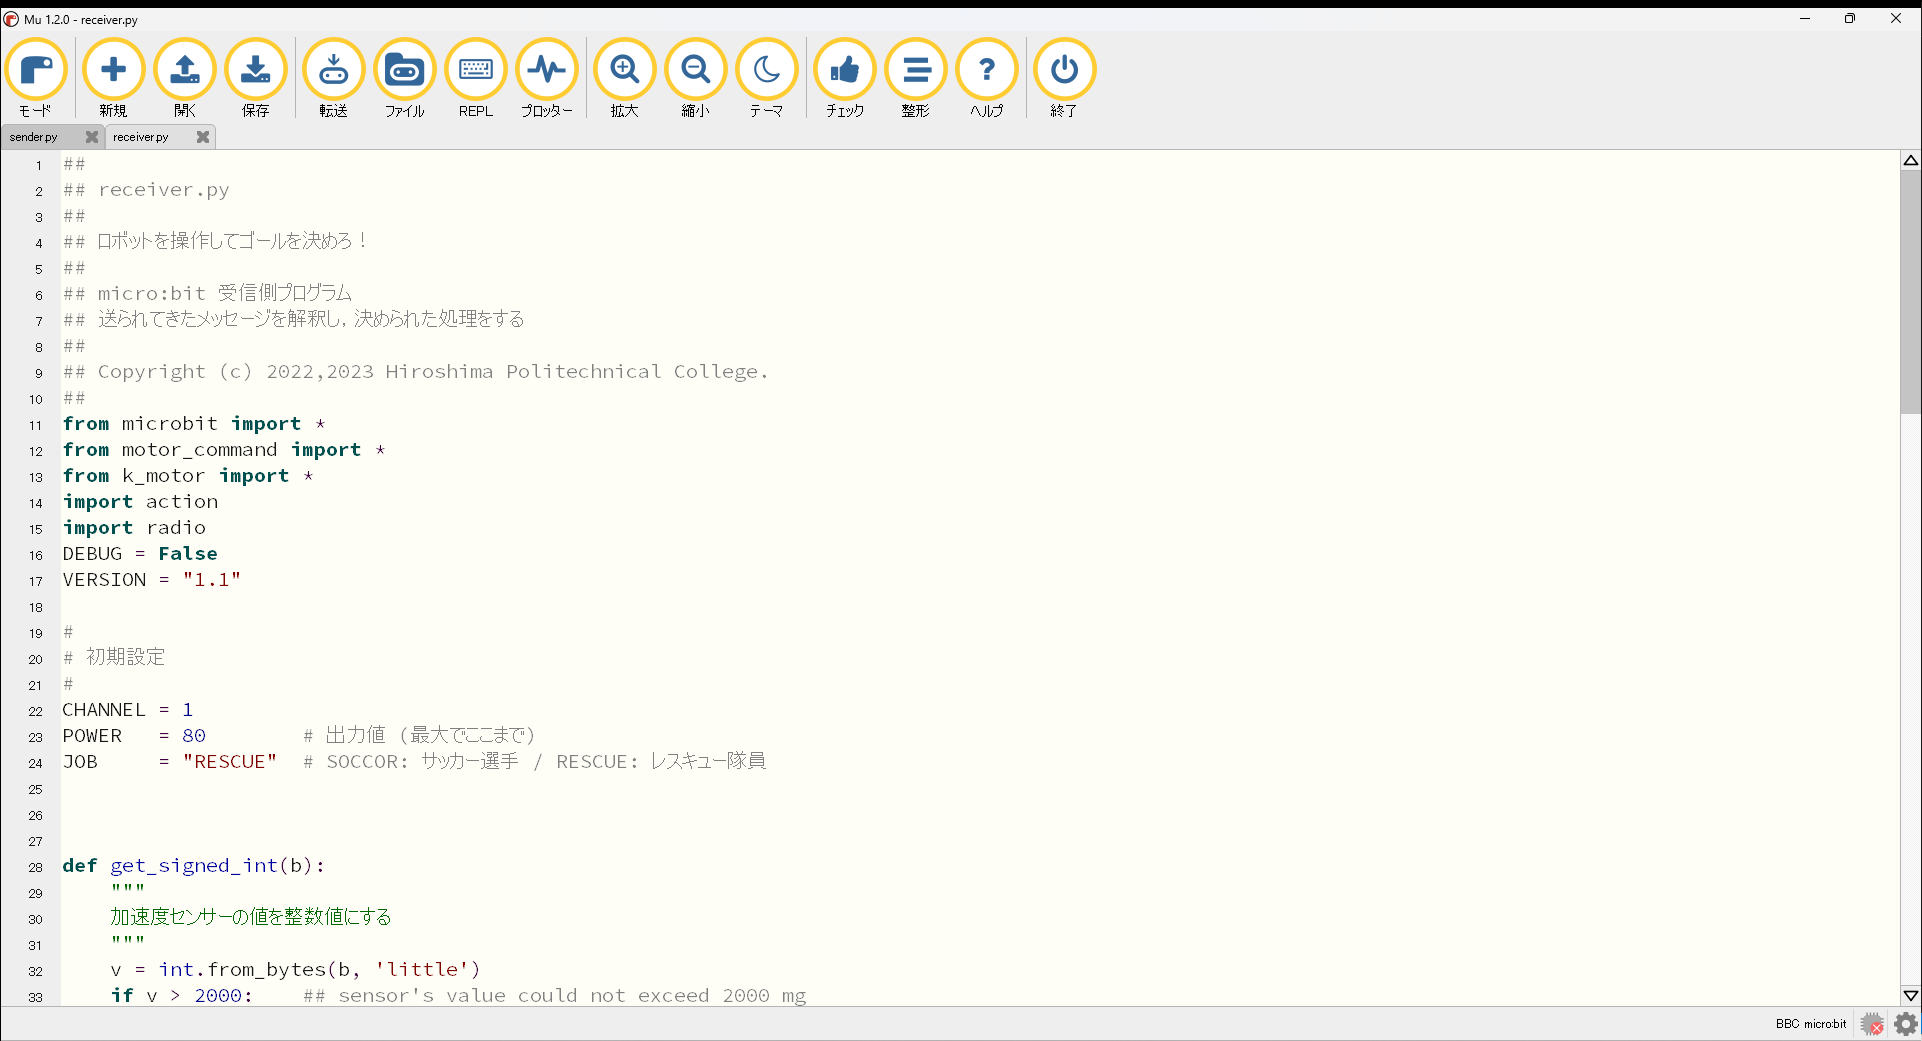 Mu 1.2.0 - receiver.py
モード 新規 開く 保存 転送 ファイル REPL プロッター 拡大 縮小 テーマ チェック 整形 ヘルプ 終了
sender.py receiver.py
1 ##
2 ## receiver.py
3 ##
4 ## ロボットを操作してゴールを決めろ！
5 ##
6 ## micro:bit 受信側プログラム
7 ## 送られてきたメッセージを解釈し，決められた処理をする
8 ##
9 ## Copyright (c) 2022,2023 Hiroshima Politechnical College.
10 ##
11 from microbit import *
12 from motor_command import *
13 from k_motor import *
14 import action
15 import radio
16 DEBUG = False
17 VERSION = "1.1"
18
19 #
20 # 初期設定
21 #
22 CHANNEL = 1
23 POWER   = 80        # 出力値 (最大でここまで)
24 JOB     = "RESCUE"  # SOCCOR: サッカー選手 / RESCUE: レスキュー隊員
25
26
27
28 def get_signed_int(b):
29     """
30     加速度センサーの値を整数値にする
31     """
32     v = int.from_bytes(b, 'little')
33     if v > 2000:    ## sensor's value could not exceed 2000 mg
BBC micro:bit